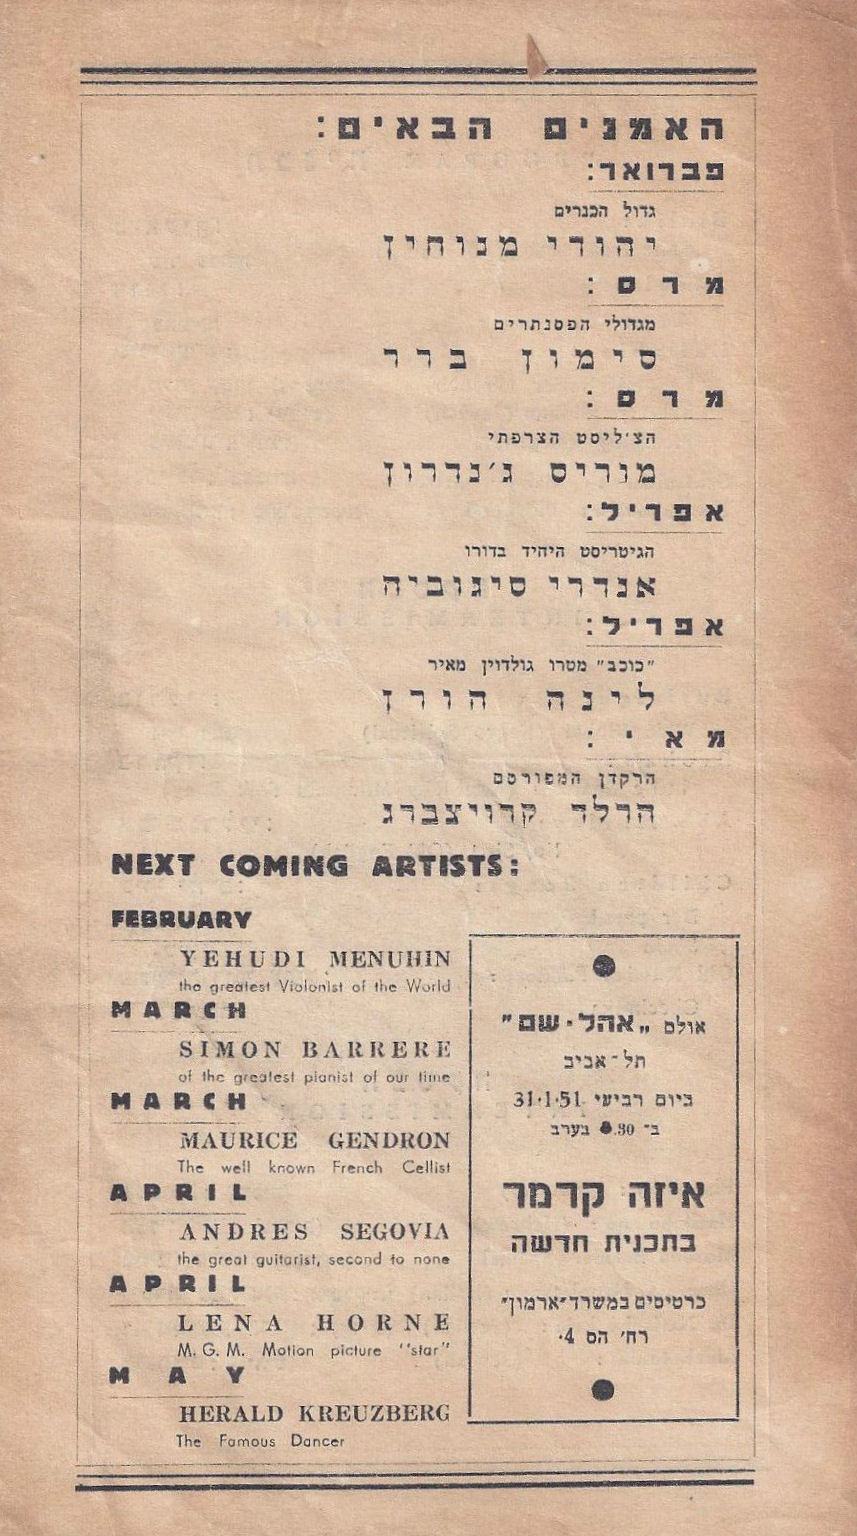 האמנים הבאים:
פברואר:
גדול הכנרים
יהודי מנוחין
מרס:
מגדולי הפסנתרים
סימון ברר
מרס:
הצ'ליסט הצרפתי
מוריס ג'נדרון
אפריל:
הגיטריסט היחיד בדורו
אנדרי סיגוביה
אפריל:
"כוכב" מטרו גולדוין מאיר
לינה הורן
מאי:
הרקדן המפורסם
הרלד קרויצברג
NEXT COMING ARTISTS:
FEBRUARY
YEHUDI MENUHIN
the greatest Violonist of the World
MARCH
SIMON BARRERE
of the greatest pianist of our time
MARCH
MAURICE GENDRON
The well known French Cellist
APRIL
ANDRES SEGOVIA
the great guitarist, second to none
APRIL
LENA HORNE
M. G. M. Motion picture "star"
MAY
HERALD KREUZBERG
The Famous Dancer
אולם „אהל-שם"
תל-אביב
ביום רביעי 31.1.51
ב- 30. בערב
איזה קרמר
בתכנית חדשה
כרטיסים במשרד "ארמון"
רח' הס 4.